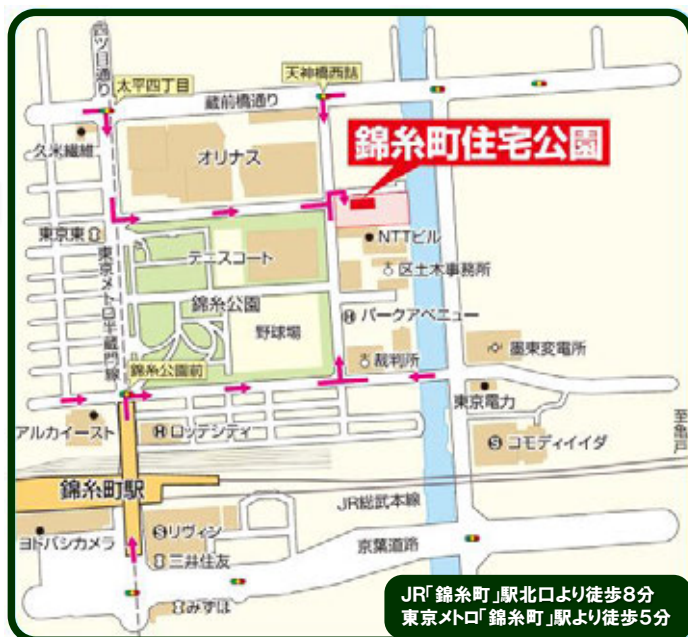 四ツ目通り
太平四丁目
天神橋西詰
蔵前橋通り
久米繊維
オリナス
錦糸町住宅公園
東京東
東京メトロ半蔵門線
テニスコート
NTTビル
区土木事務所
錦糸公園
野球場
パークアベニュー
墨東変電所
裁判所
錦糸公園前
東京電力
アルカイースト
ロッテシティ
コモディイイダ
至亀戸
錦糸町駅
JR総武本線
リヴィン
ヨドバシカメラ
京葉道路
三井住友
みずほ
JR「錦糸町」駅北口より徒歩8分
東京メトロ「錦糸町」駅より徒歩5分